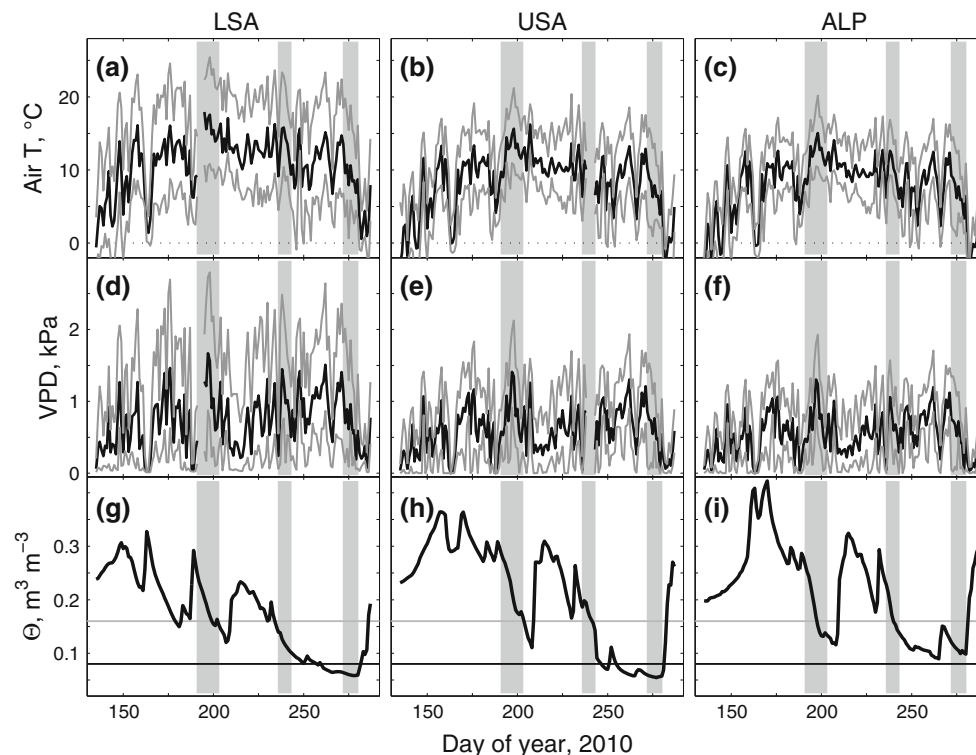 LSA USA ALP
(a) (b) (c)
Air T, °C
20
10
0
(d) (e) (f)
VPD, kPa
2
1
0
(g) (h) (i)
Θ, m³ m⁻³
0.3
0.2
0.1
150 200 250 150 200 250 150 200 250
Day of year, 2010